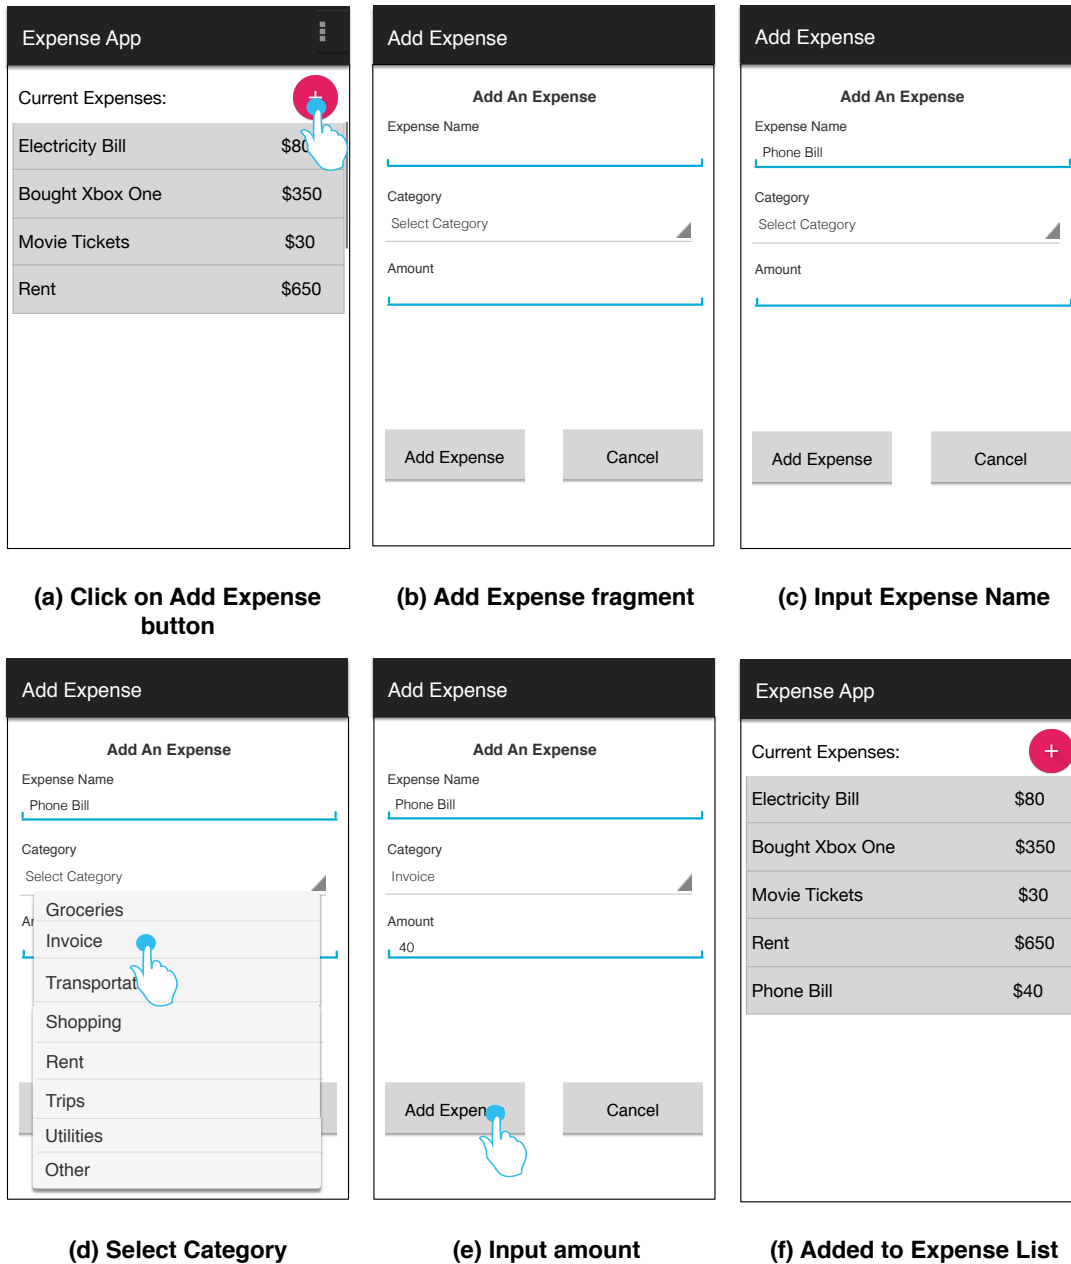 Expense App
Current Expenses:
+
Electricity Bill $80
Bought Xbox One $350
Movie Tickets $30
Rent $650
(a) Click on Add Expense
button
Add Expense
Add An Expense
Expense Name
Category
Select Category
Amount
Add Expense Cancel
(b) Add Expense fragment
Add Expense
Add An Expense
Expense Name
Phone Bill
Category
Select Category
Amount
Add Expense Cancel
(c) Input Expense Name
Add Expense
Add An Expense
Expense Name
Phone Bill
Category
Select Category
Groceries
Invoice
Transportat
Shopping
Rent
Trips
Utilities
Other
(d) Select Category
Add Expense
Add An Expense
Expense Name
Phone Bill
Category
Invoice
Amount
40
Add Expen Cancel
(e) Input amount
Expense App
Current Expenses:
+
Electricity Bill $80
Bought Xbox One $350
Movie Tickets $30
Rent $650
Phone Bill $40
(f) Added to Expense List